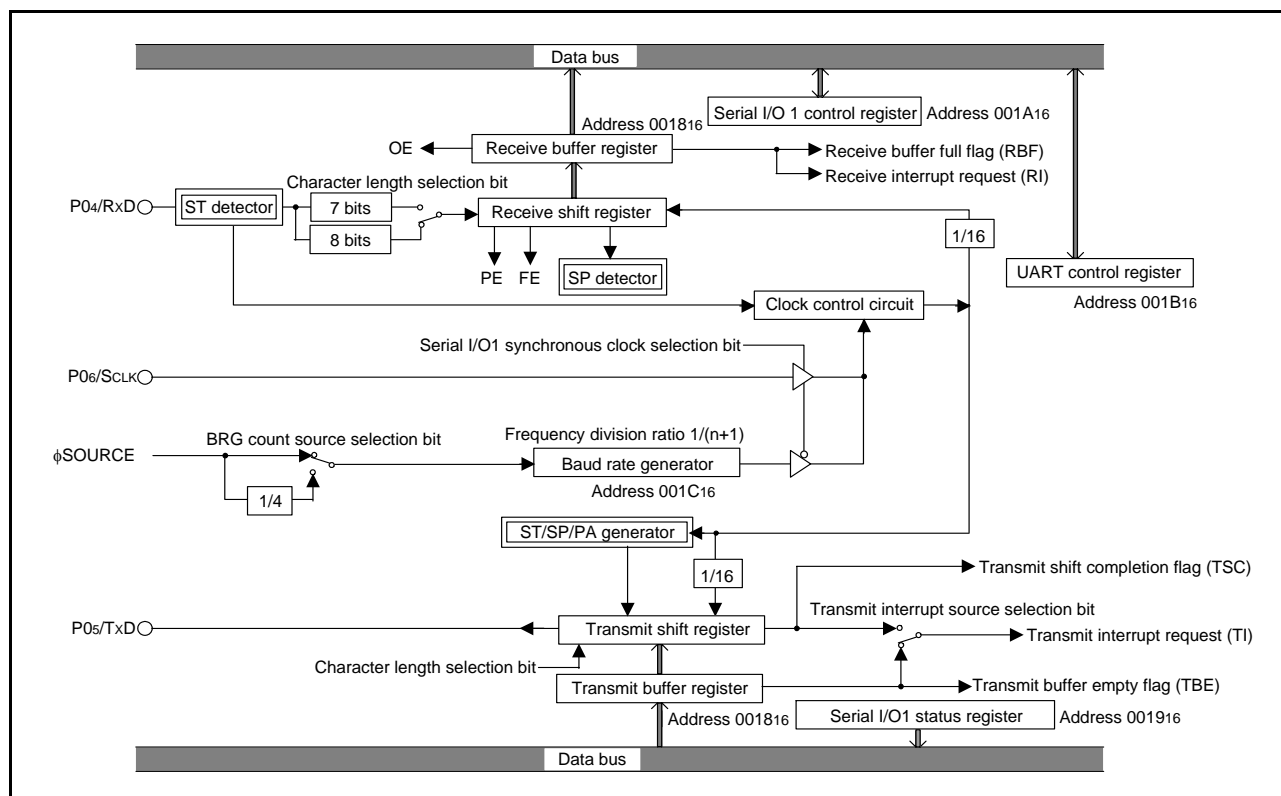 Data bus
Serial I/O 1 control register
Address 001A16
Address 001816
OE
Receive buffer register
Receive buffer full flag (RBF)
Receive interrupt request (RI)
Character length selection bit
P04/RXD
ST detector
7 bits
8 bits
Receive shift register
1/16
PE
FE
SP detector
UART control register
Address 001B16
Clock control circuit
Serial I/O1 synchronous clock selection bit
P06/SCLK
BRG count source selection bit
Frequency division ratio 1/(n+1)
ϕSOURCE
Baud rate generator
1/4
Address 001C16
ST/SP/PA generator
1/16
Transmit shift completion flag (TSC)
Transmit interrupt source selection bit
P05/TXD
Transmit shift register
Transmit interrupt request (TI)
Character length selection bit
Transmit buffer register
Transmit buffer empty flag (TBE)
Address 001816
Serial I/O1 status register
Address 001916
Data bus